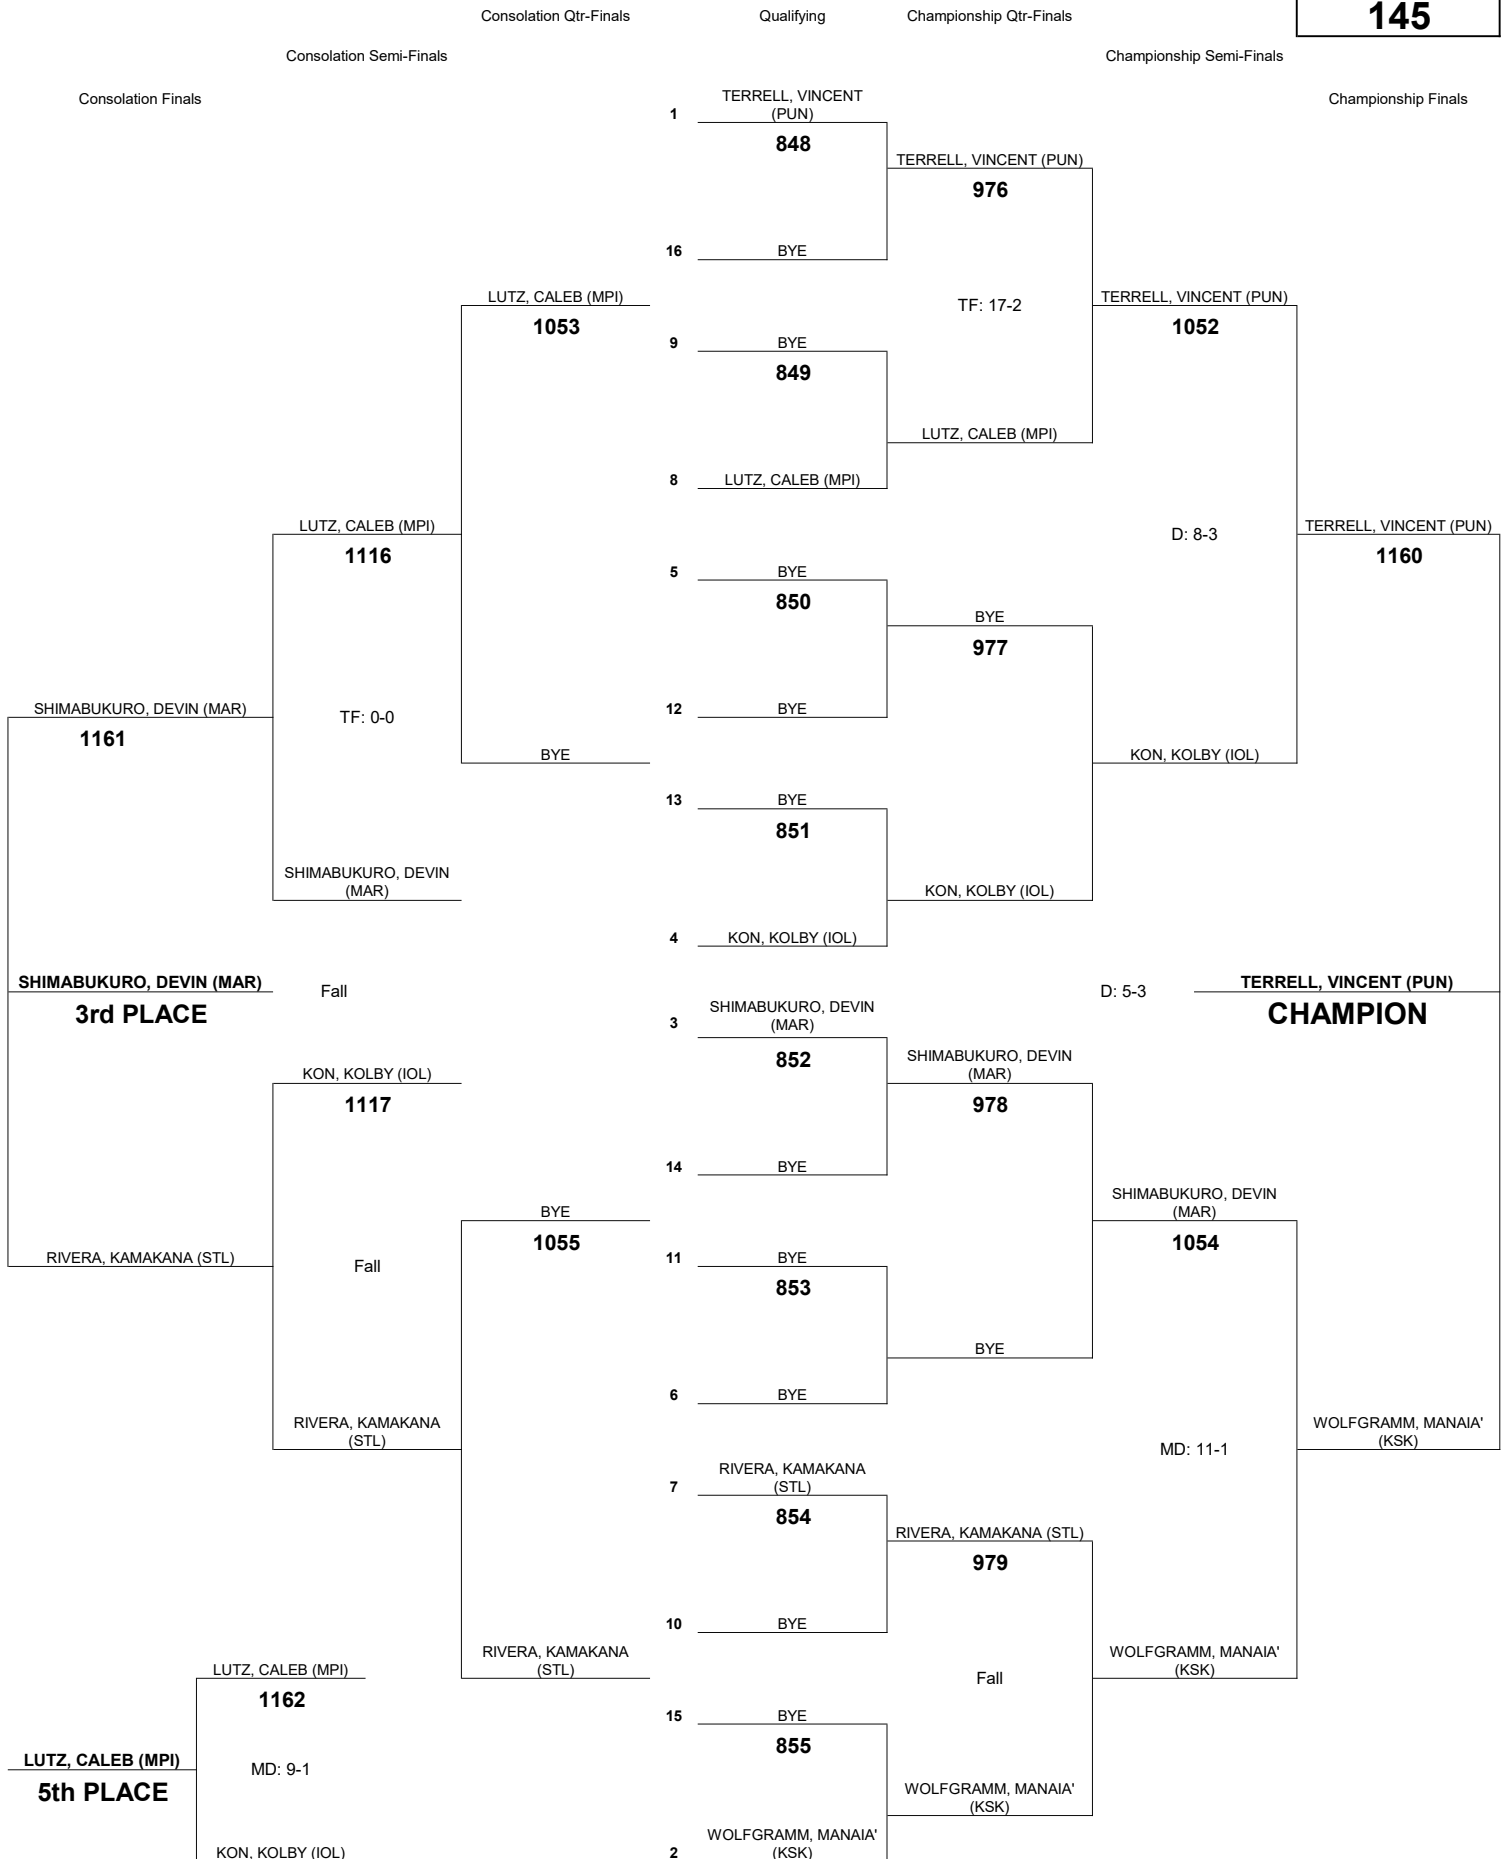 Consolation Qtr-Finals
Qualifying
Championship Qtr-Finals
145
Consolation Semi-Finals
Championship Semi-Finals
Consolation Finals
Championship Finals
1
TERRELL, VINCENT
(PUN)
848
TERRELL, VINCENT (PUN)
976
16
BYE
LUTZ, CALEB (MPI)
1053
TF: 17-2
TERRELL, VINCENT (PUN)
1052
9
BYE
849
LUTZ, CALEB (MPI)
8
LUTZ, CALEB (MPI)
LUTZ, CALEB (MPI)
1116
D: 8-3
TERRELL, VINCENT (PUN)
1160
5
BYE
850
BYE
977
SHIMABUKURO, DEVIN (MAR)
1161
TF: 0-0
12
BYE
BYE
KON, KOLBY (IOL)
13
BYE
851
SHIMABUKURO, DEVIN
(MAR)
KON, KOLBY (IOL)
4
KON, KOLBY (IOL)
SHIMABUKURO, DEVIN (MAR)
3rd PLACE
Fall
D: 5-3
TERRELL, VINCENT (PUN)
CHAMPION
3
SHIMABUKURO, DEVIN
(MAR)
852
SHIMABUKURO, DEVIN
(MAR)
978
KON, KOLBY (IOL)
1117
14
BYE
BYE
1055
SHIMABUKURO, DEVIN
(MAR)
1054
RIVERA, KAMAKANA (STL)
Fall
11
BYE
853
BYE
6
BYE
RIVERA, KAMAKANA
(STL)
MD: 11-1
WOLFGRAMM, MANAIA'
(KSK)
7
RIVERA, KAMAKANA
(STL)
854
RIVERA, KAMAKANA (STL)
979
10
BYE
RIVERA, KAMAKANA
(STL)
Fall
WOLFGRAMM, MANAIA'
(KSK)
LUTZ, CALEB (MPI)
1162
15
BYE
855
LUTZ, CALEB (MPI)
5th PLACE
MD: 9-1
WOLFGRAMM, MANAIA'
(KSK)
2
WOLFGRAMM, MANAIA'
(KSK)
KON, KOLBY (IOL)